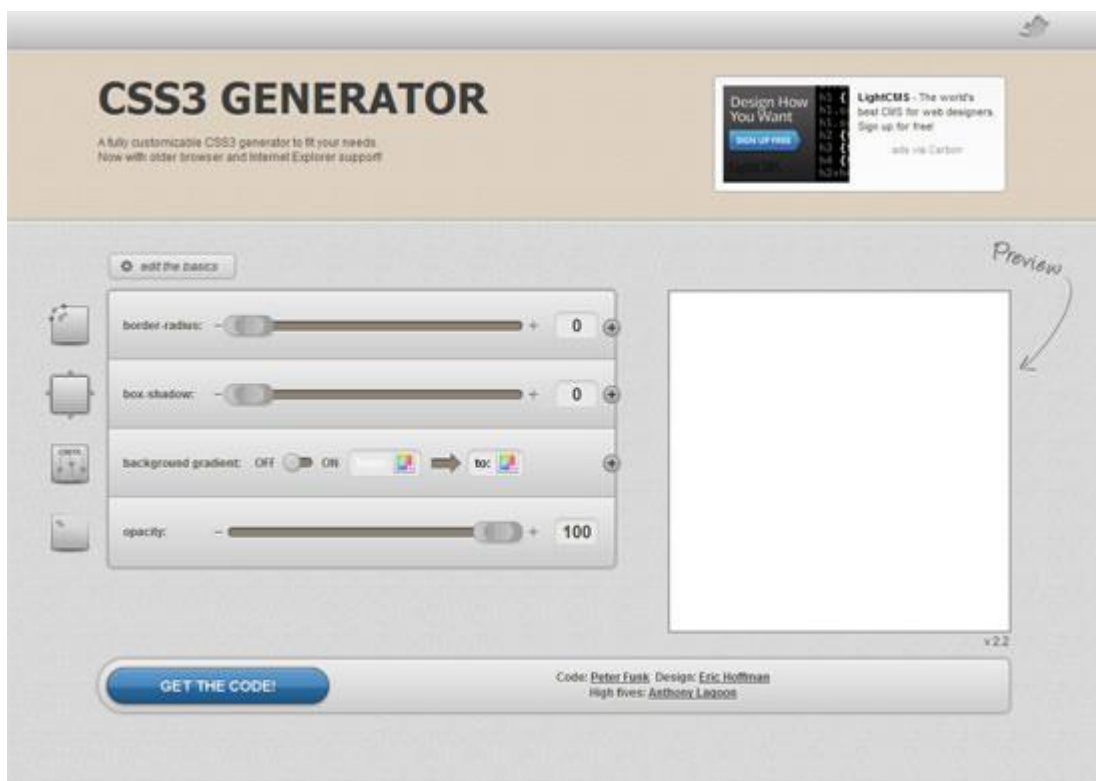 CSS3 GENERATOR
A fully customizable CSS3 generator to fit your needs.
Now with older browser and Internet Explorer support!
Design How
You Want
SIGN UP FREE
LightCMS - The world's
best CMS for web designers.
Sign up for free!
ads via Carbon
edit the basics
Preview
border-radius: - + 0
box shadow: - + 0
background gradient: OFF ON to:
opacity: - + 100
v.2.2
GET THE CODE!
Code: Peter Funk Design: Eric Hoffman
High fives: Anthony Lagoon